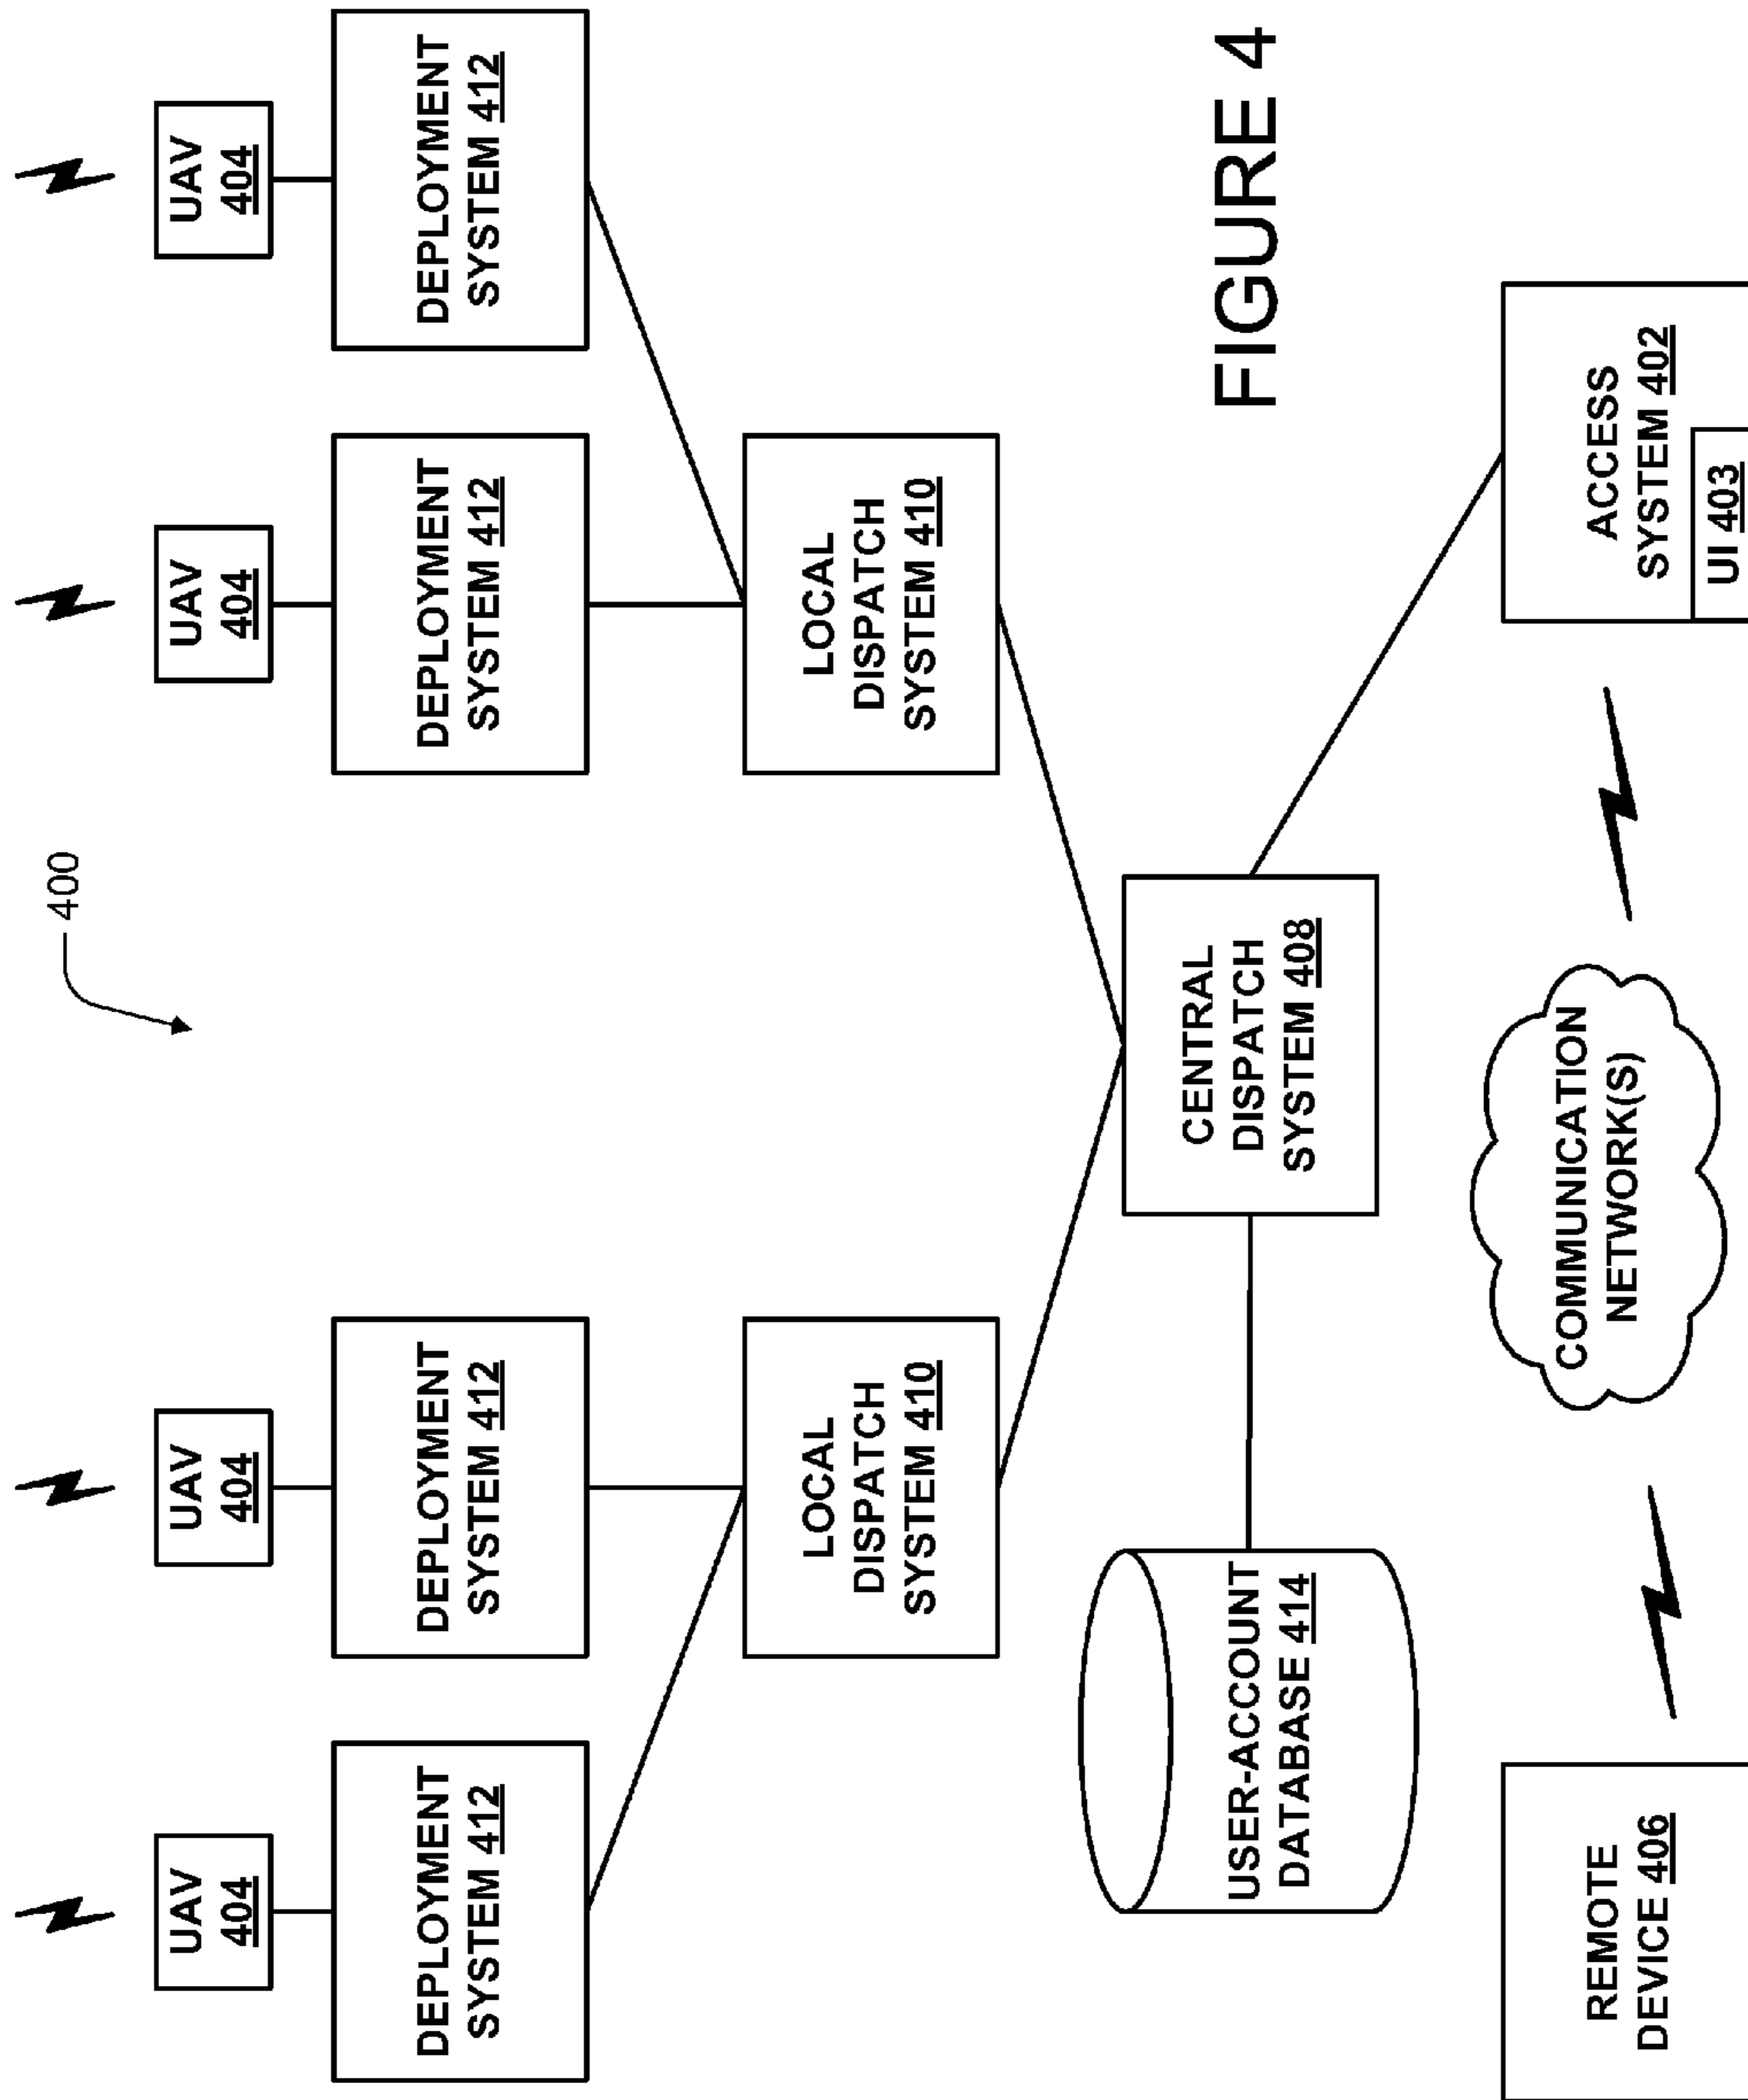 400
UAV
404
UAV
404
UAV
404
UAV
404
DEPLOYMENT
SYSTEM 412
DEPLOYMENT
SYSTEM 412
DEPLOYMENT
SYSTEM 412
DEPLOYMENT
SYSTEM 412
LOCAL
DISPATCH
SYSTEM 410
LOCAL
DISPATCH
SYSTEM 410
USER-ACCOUNT
DATABASE 414
CENTRAL
DISPATCH
SYSTEM 408
FIGURE 4
REMOTE
DEVICE 406
COMMUNICATION
NETWORK(S)
ACCESS
SYSTEM 402
UI 403